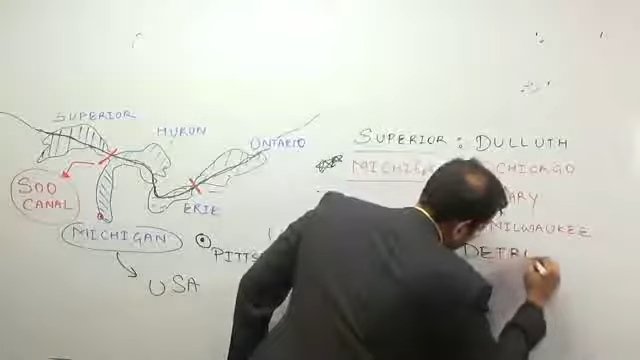 SUPERIOR
HURON
ONTARIO
SOO
CANAL
ERIE
MICHIGAN
USA
SUPERIOR : DULLUTH
CHICAGO
MILWAUKEE